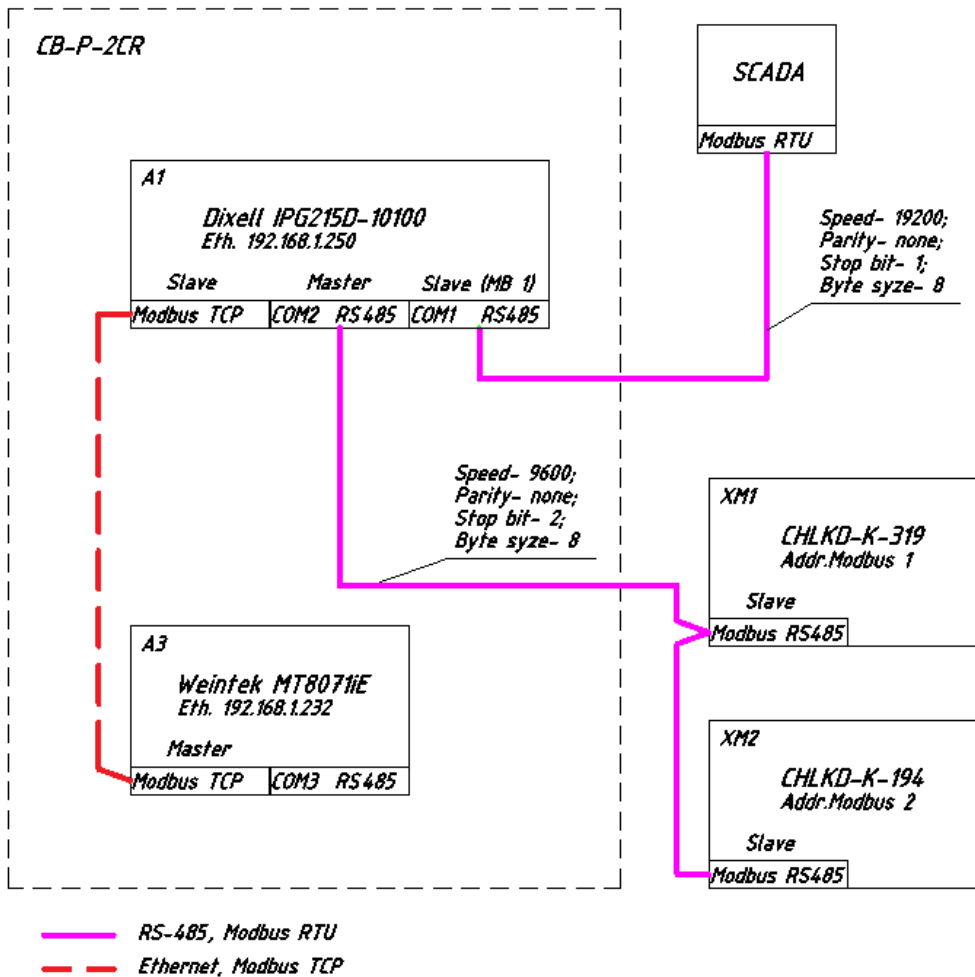 CB-P-2CR
SCADA
Modbus RTU
A1
Dixell IPG215D-10100
Eth. 192.168.1.250
Slave Master Slave (MB 1)
Modbus TCP COM2 RS485 COM1 RS485
Speed- 19200;
Parity- none;
Stop bit- 1;
Byte syze- 8
Speed- 9600;
Parity- none;
Stop bit- 2;
Byte syze- 8
XM1
CHLKD-K-319
Addr.Modbus 1
Slave
Modbus RS485
A3
Weintek MT8071iE
Eth. 192.168.1.232
Master
Modbus TCP COM3 RS485
XM2
CHLKD-K-194
Addr.Modbus 2
Slave
Modbus RS485
RS-485, Modbus RTU
Ethernet, Modbus TCP